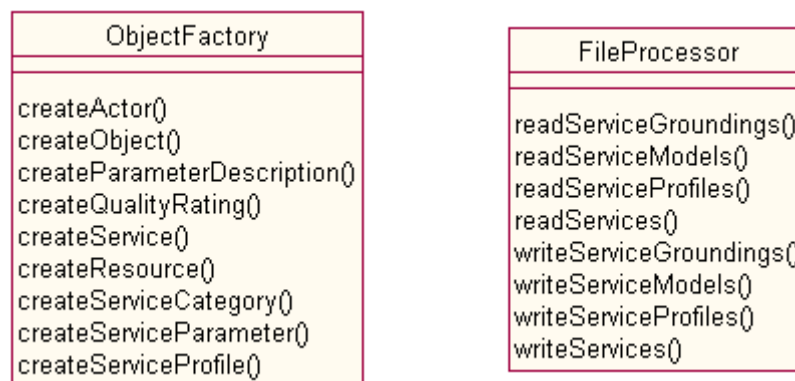 ObjectFactory
createActor()
createObject()
createParameterDescription()
createQualityRating()
createService()
createResource()
createServiceCategory()
createServiceParameter()
createServiceProfile()
FileProcessor
readServiceGroundings()
readServiceModels()
readServiceProfiles()
readServices()
writeServiceGroundings()
writeServiceModels()
writeServiceProfiles()
writeServices()